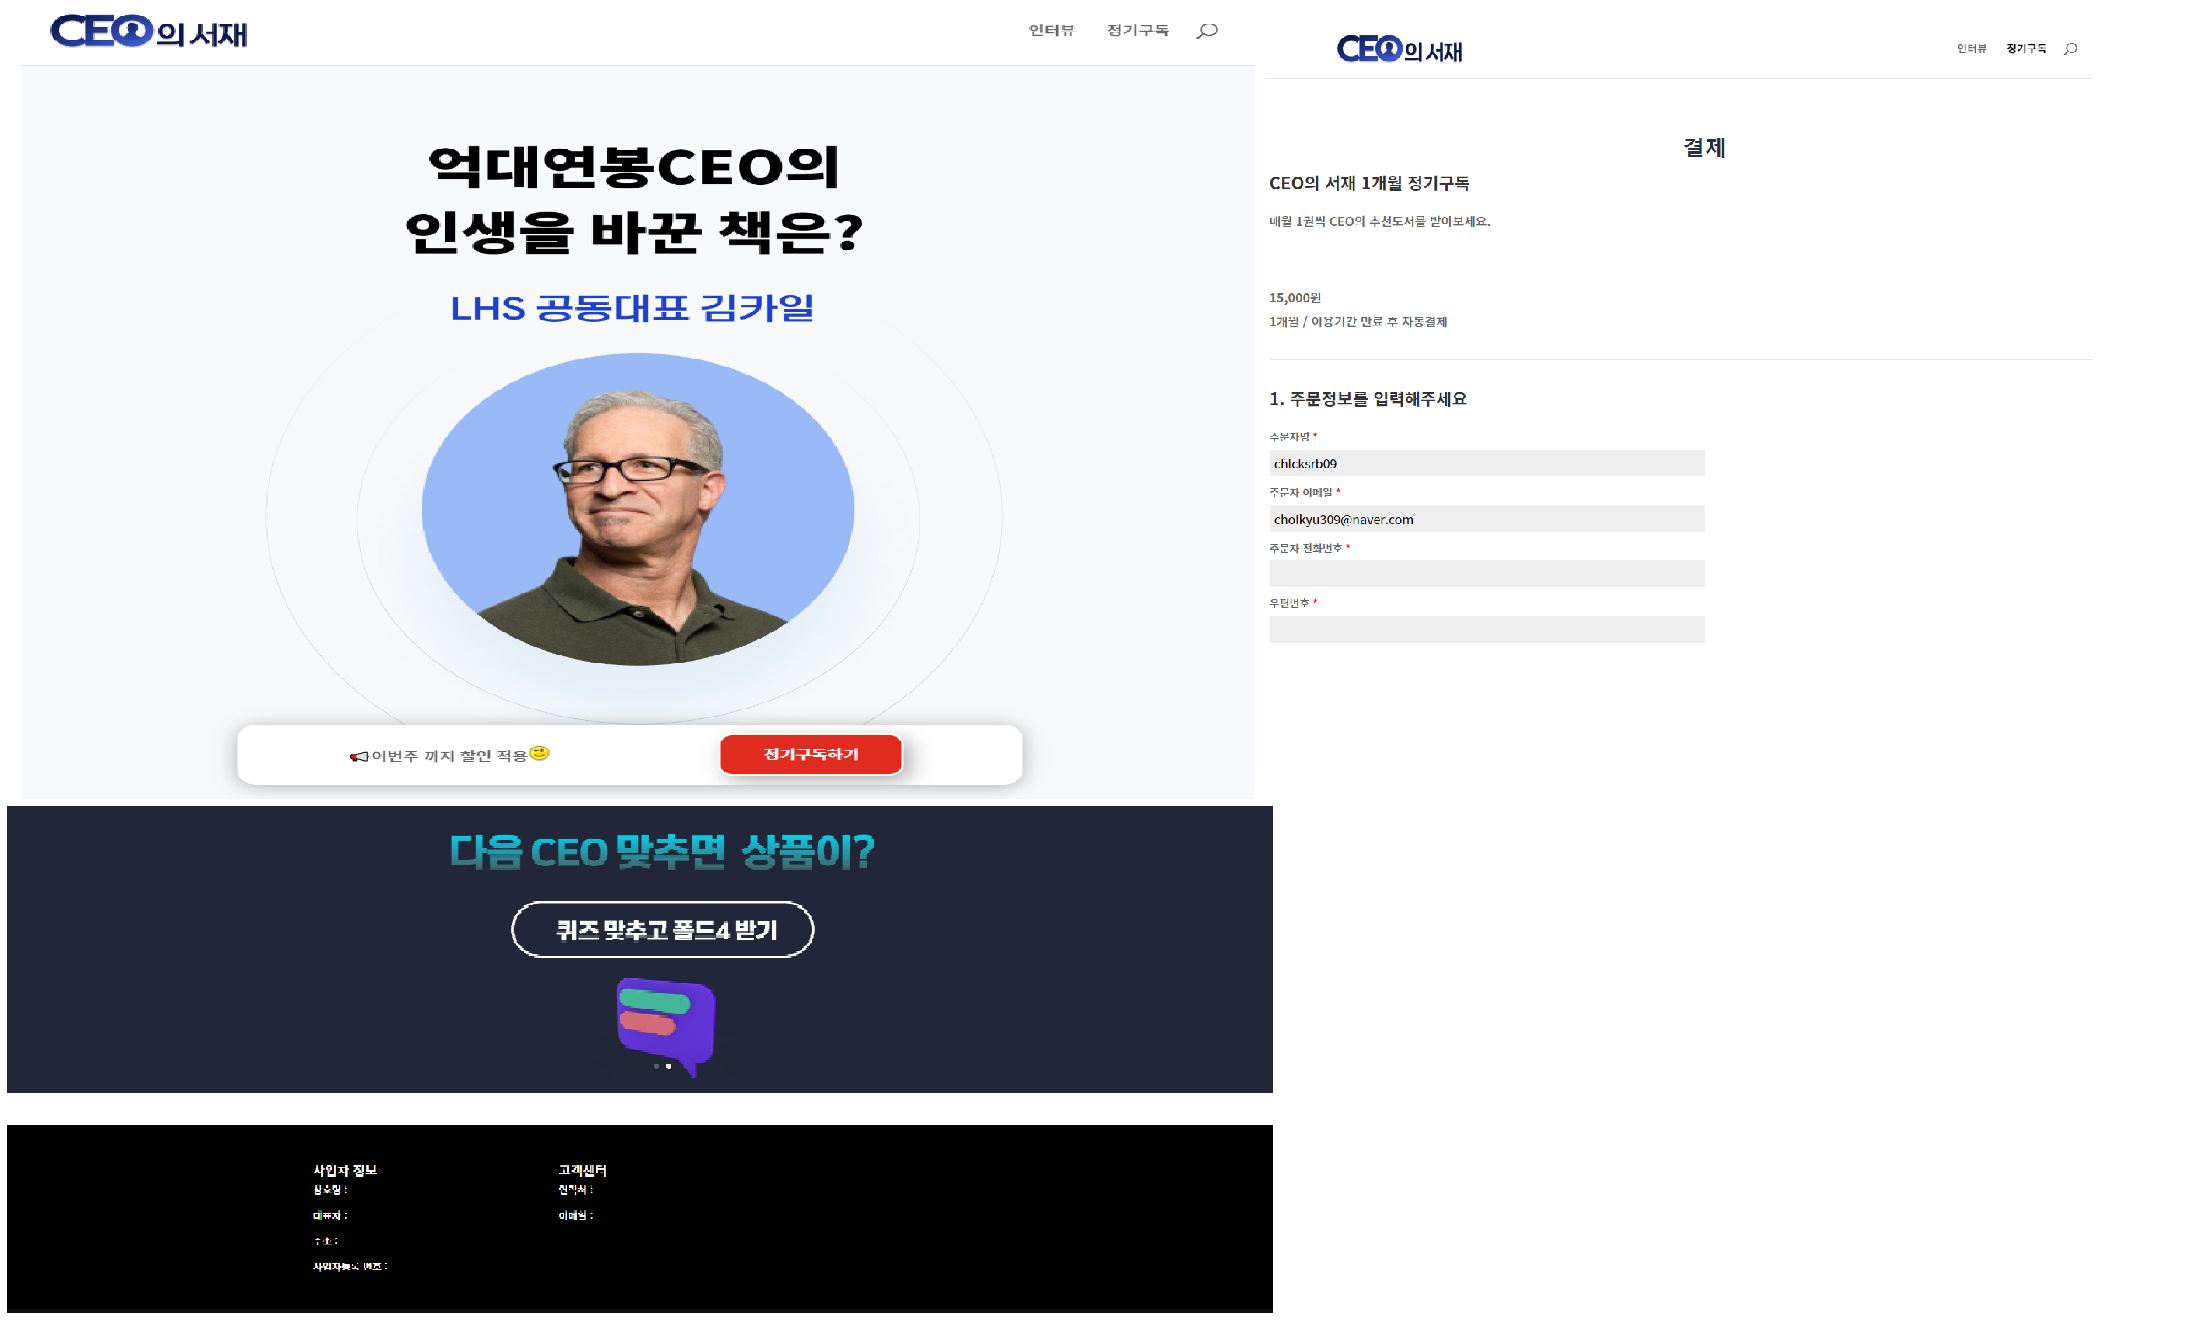 CEO의 서재
인터뷰 정기구독
억대연봉CEO의
인생을 바꾼 책은?
LHS 공동대표 김카일
이번주 까지 할인 적용
정기구독하기
다음 CEO 맞추면 상품이?
퀴즈 맞추고 폴드4 받기
사업자 정보
상호명 :
대표자 :
주소 :
사업자등록 번호 :
고객센터
연락처 :
이메일 :
CEO의 서재
인터뷰 정기구독
결제
CEO의 서재 1개월 정기구독
매월 1권씩 CEO의 추천도서를 받아보세요.
15,000원
1개월 / 이용기간 만료 후 자동결제
1. 주문정보를 입력해주세요
주문자명 *
chlcksrb09
주문자 이메일 *
choikyu309@naver.com
주문자 전화번호 *
우편번호 *